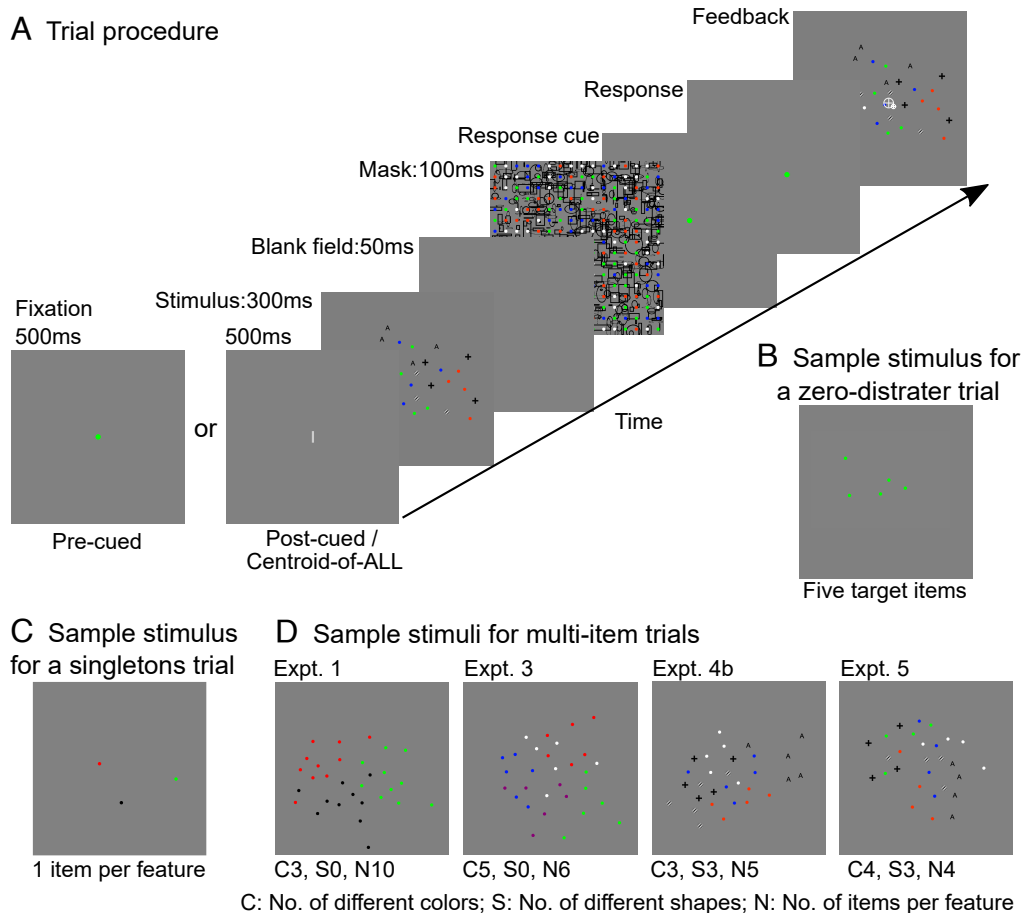 A Trial procedure
Feedback
Response
Response cue
Mask:100ms
Blank field:50ms
Stimulus:300ms
Fixation
500ms
500ms
or
Pre-cued
Post-cued /
Centroid-of-ALL
Time
B Sample stimulus for
a zero-distrater trial
Five target items
C Sample stimulus
for a singletons trial
1 item per feature
D Sample stimuli for multi-item trials
Expt. 1
Expt. 3
Expt. 4b
Expt. 5
C3, S0, N10
C5, S0, N6
C3, S3, N5
C4, S3, N4
C: No. of different colors; S: No. of different shapes; N: No. of items per feature